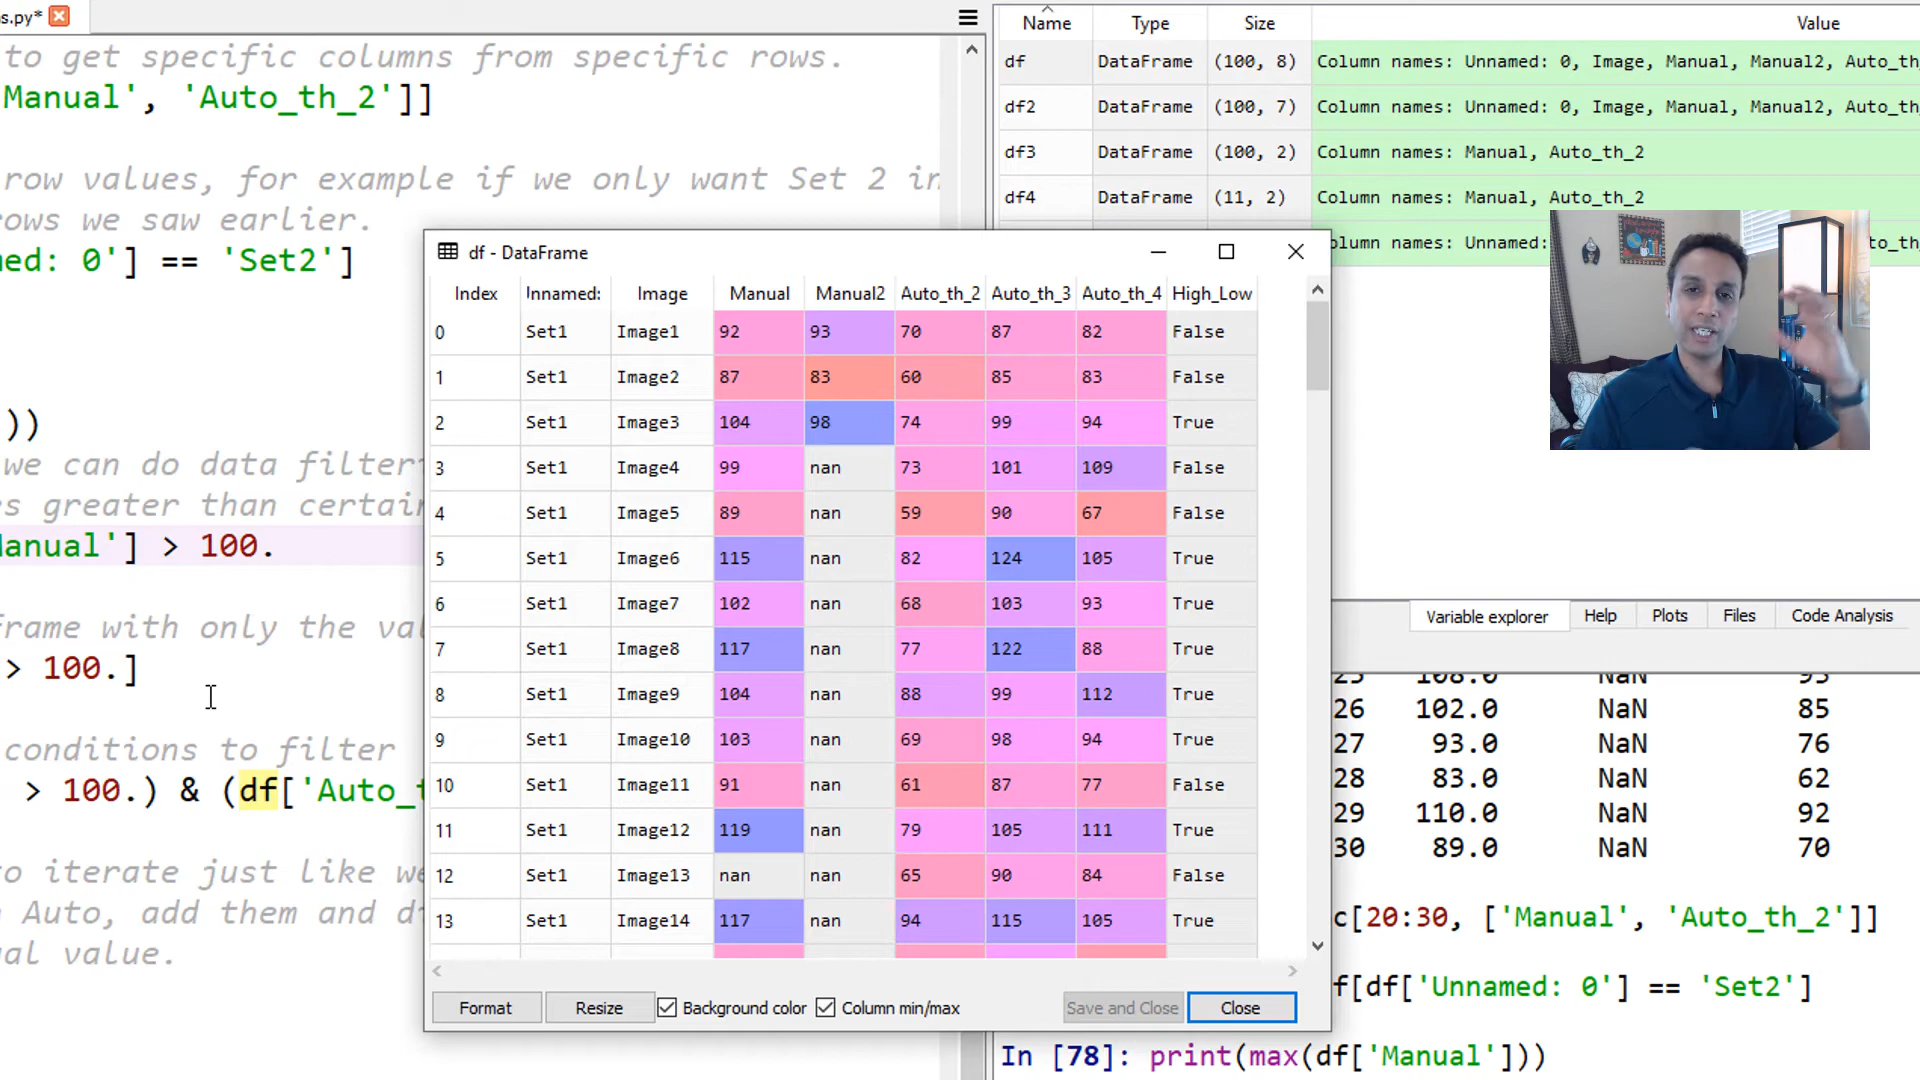 s.py*
to get specific columns from specific rows.
Manual', 'Auto_th_2']]
row values, for example if we only want Set 2 in
rows we saw earlier.
ed: 0'] == 'Set2']
))
we can do data filter
s greater than certain
Manual'] > 100.
frame with only the va
> 100.]
conditions to filter
> 100.) & (df['Auto_t
o iterate just like we
Auto, add them and d
al value.
Name Type Size Value
df DataFrame (100, 8) Column names: Unnamed: 0, Image, Manual, Manual2, Auto_th
df2 DataFrame (100, 7) Column names: Unnamed: 0, Image, Manual, Manual2, Auto_th
df3 DataFrame (100, 2) Column names: Manual, Auto_th_2
df4 DataFrame (11, 2) Column names: Manual, Auto_th_2
olumn names: Unnamed: to_th
df - DataFrame
Index Innamed: Image Manual Manual2 Auto_th_2 Auto_th_3 Auto_th_4 High_Low
0 Set1 Image1 92 93 70 87 82 False
1 Set1 Image2 87 83 60 85 83 False
2 Set1 Image3 104 98 74 99 94 True
3 Set1 Image4 99 nan 73 101 109 False
4 Set1 Image5 89 nan 59 90 67 False
5 Set1 Image6 115 nan 82 124 105 True
6 Set1 Image7 102 nan 68 103 93 True
7 Set1 Image8 117 nan 77 122 88 True
8 Set1 Image9 104 nan 88 99 112 True
9 Set1 Image10 103 nan 69 98 94 True
10 Set1 Image11 91 nan 61 87 77 False
11 Set1 Image12 119 nan 79 105 111 True
12 Set1 Image13 nan nan 65 90 84 False
13 Set1 Image14 117 nan 94 115 105 True
Format Resize Background color Column min/max Save and Close Close
Variable explorer Help Plots Files Code Analysis
25 108.0 NaN 95
26 102.0 NaN 85
27 93.0 NaN 76
28 83.0 NaN 62
29 110.0 NaN 92
30 89.0 NaN 70
c[20:30, ['Manual', 'Auto_th_2']]
f[df['Unnamed: 0'] == 'Set2']
In [78]: print(max(df['Manual']))